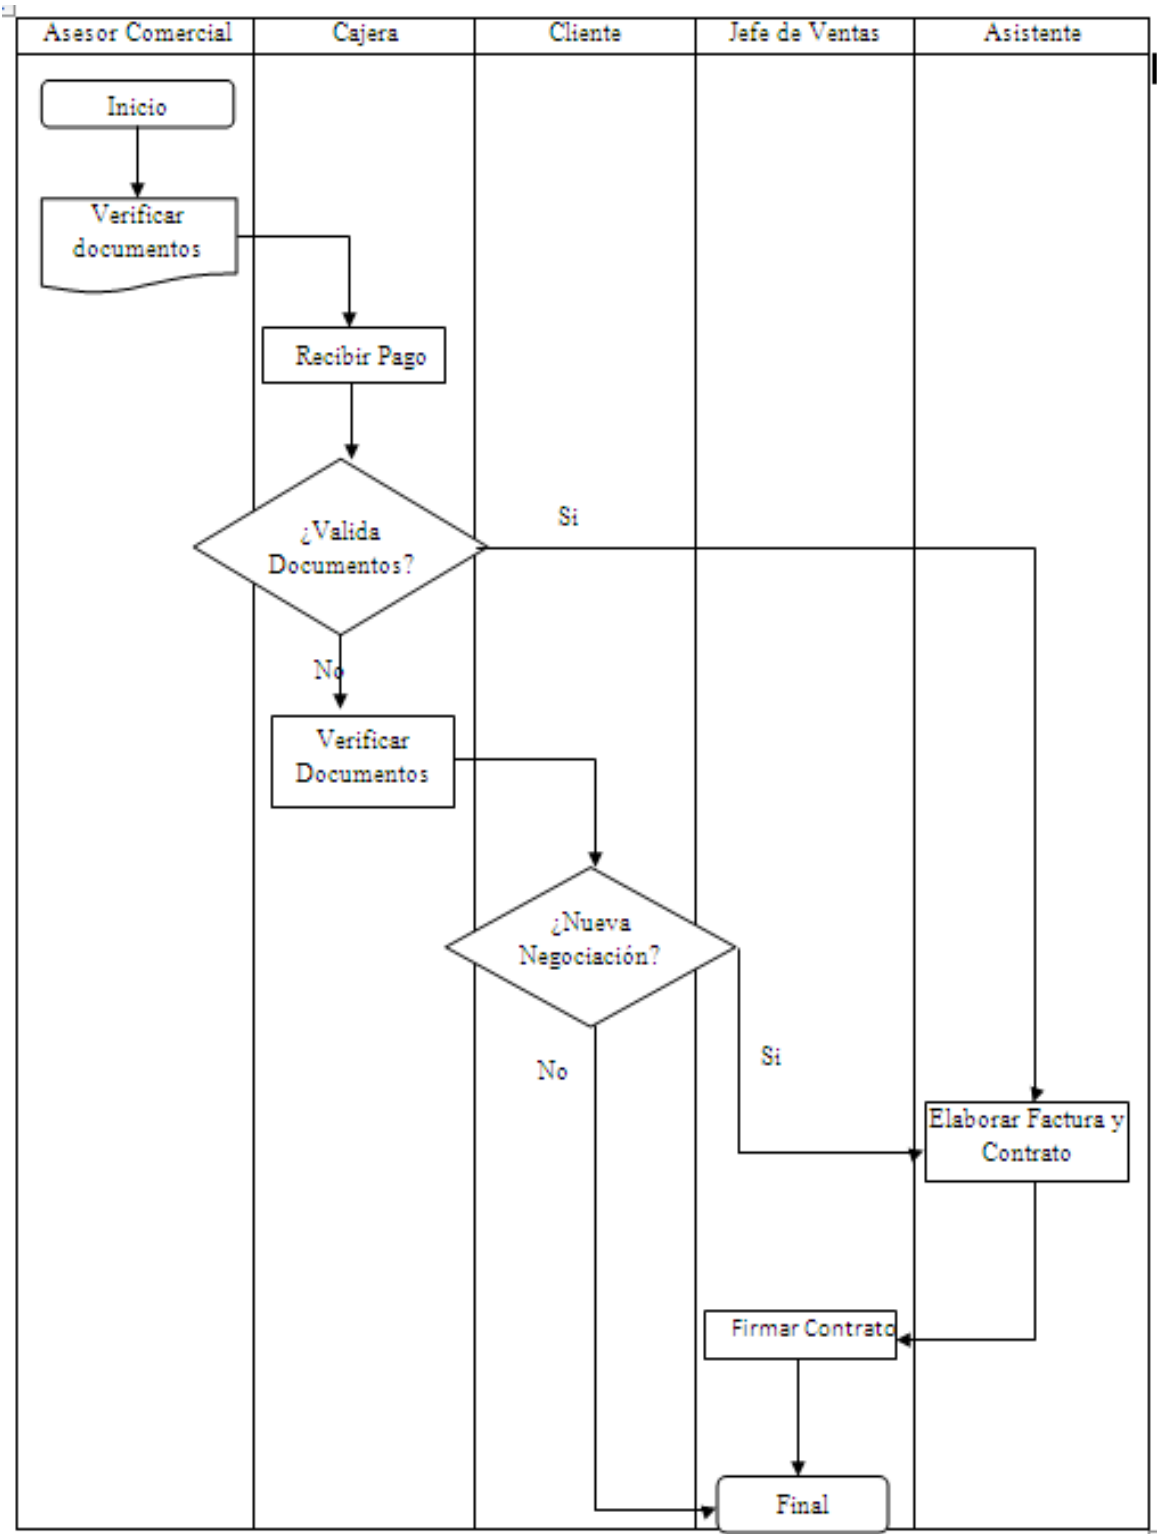 Asesor Comercial
Cajera
Cliente
Jefe de Ventas
Asistente
Inicio
Verificar
documentos
Recibir Pago
¿Valida
Documentos?
Si
No
Verificar
Documentos
¿Nueva
Negociación?
Si
No
Elaborar Factura y
Contrato
Firmar Contrato
Final